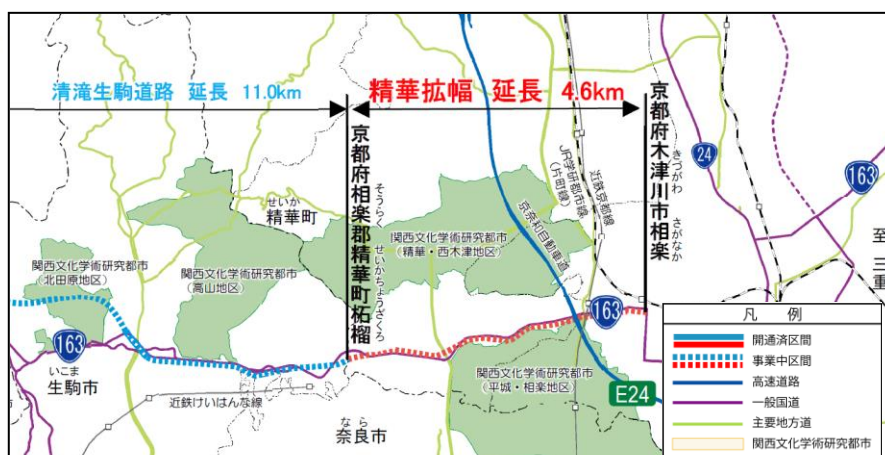 清滝生駒道路 延長 11.0km
精華拡幅 延長 4.6km
京都府相楽郡精華町柘榴
そうらく せいかちょうざくろ
京都府木津川市相楽
きづがわ さがなか
せいか
精華町
関西文化学術研究都市
(北田原地区)
関西文化学術研究都市
(高山地区)
関西文化学術研究都市
(精華・西木津地区)
関西文化学術研究都市
(平城・相楽地区)
京奈和自動車道
JR学研都市線
(片町線)
近鉄京都線
24
163
至 三重
163
163
いこま
生駒市
近鉄けいはんな線
なら
奈良市
E24
凡 例
開通済区間
事業中区間
高速道路
一般国道
主要地方道
関西文化学術研究都市